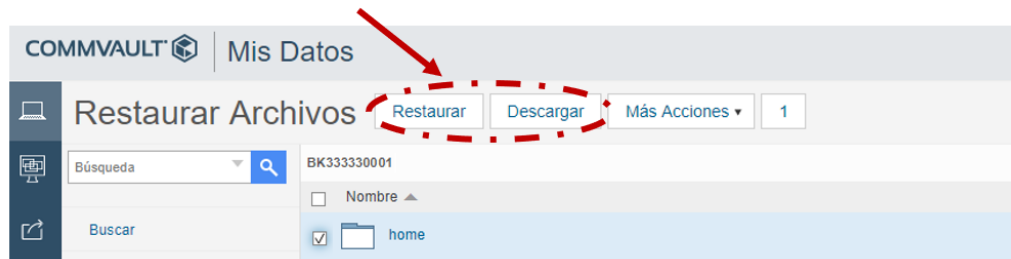 COMMVAULT Mis Datos
Restaurar Archivos Restaurar Descargar Más Acciones 1
Búsqueda BK333330001
Nombre
Buscar home